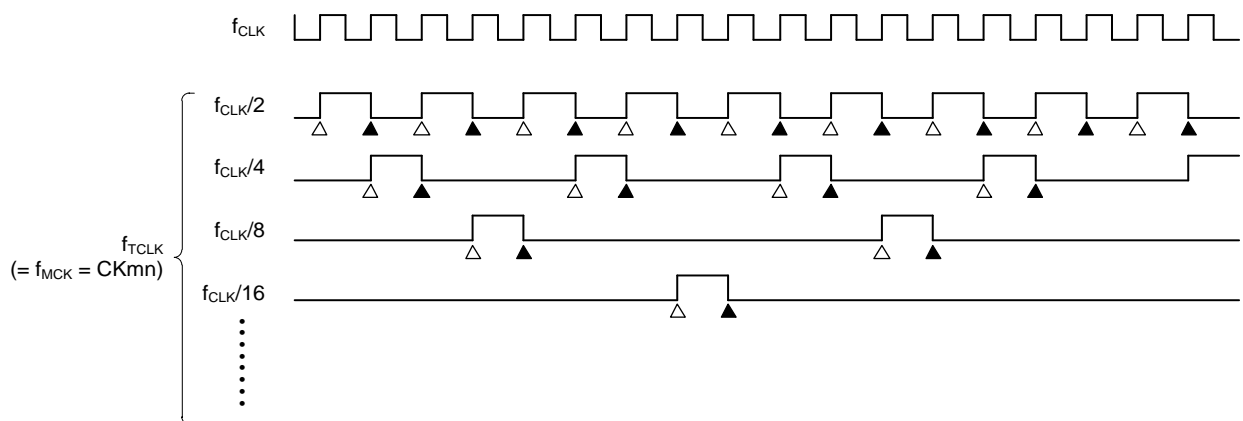 fCLK
fCLK/2
fCLK/4
fCLK/8
fTCLK
(= fMCK = CKmn)
fCLK/16